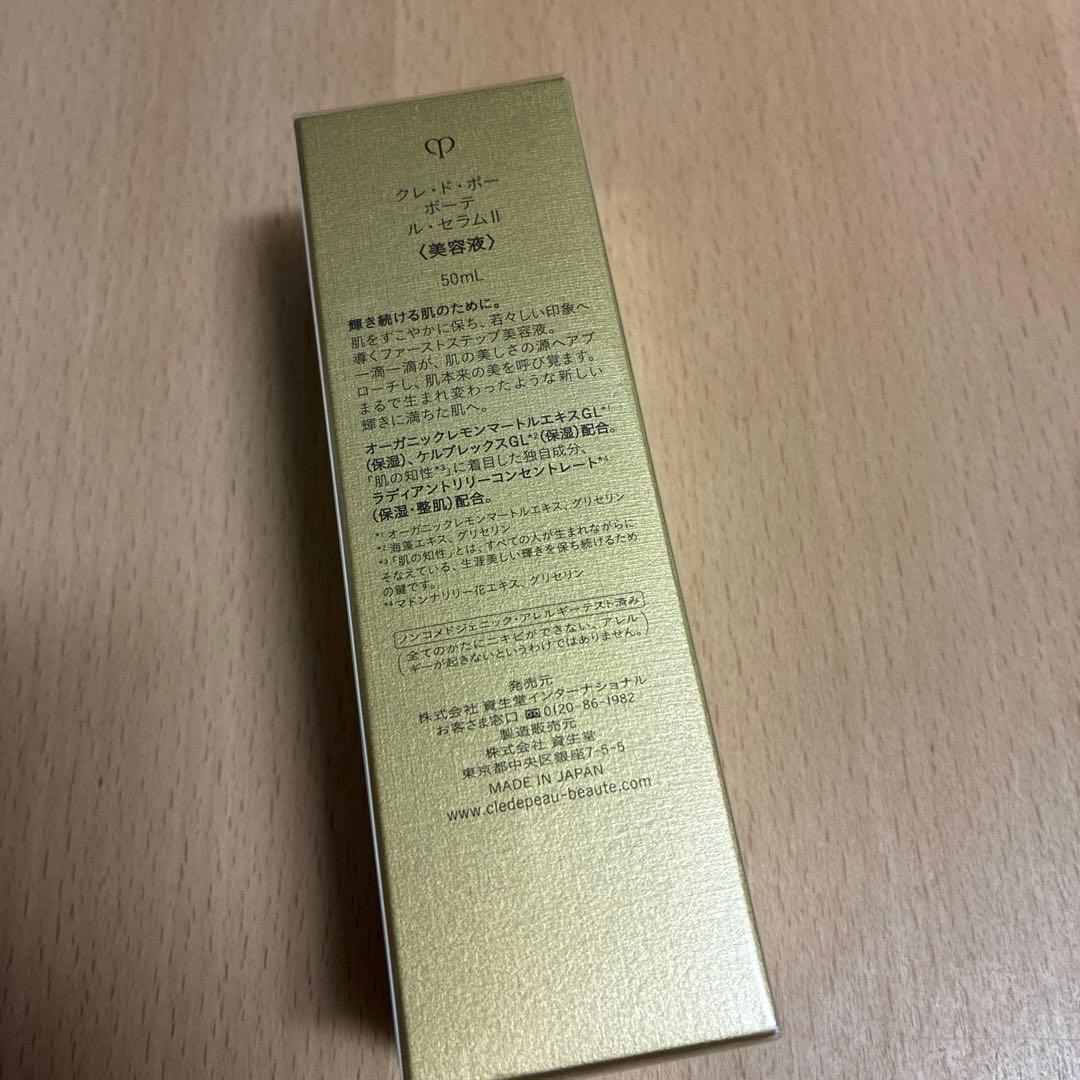 クレ・ド・ポー
ボーテ
ル・セラムII
〈美容液〉
50mL
輝き続ける肌のために。
肌をすこやかに保ち、若々しい印象へ
導くファーストステップ美容液。
一滴一滴が、肌の美しさの源へアプ
ローチし、肌本来の美を呼び覚ます。
まるで生まれ変わったような新しい
輝きに満ちた肌へ。
オーガニックレモンマートルエキスGL*1
(保湿)、ケルプレックスGL*2(保湿)配合。
「肌の知性*3」に着目した独自成分、
ラディアントリリーコンセントレート*4
(保湿・整肌)配合。
*1 オーガニックレモンマートルエキス、グリセリン
*2 海藻エキス、グリセリン
*3「肌の知性」とは、すべての人が生まれながらに
そなえている、生涯美しい輝きを保ち続けるため
の鍵です。
*4 マドンナリリー花エキス、グリセリン
ノンコメドジェニック・アレルギーテスト済み
(全てのかたにニキビができない、アレル
ギーが起きないというわけではありません。)
発売元
株式会社 資生堂インターナショナル
お客さま窓口 0120-86-1982
製造販売元
株式会社 資生堂
東京都中央区銀座7-5-5
MADE IN JAPAN
www.cledepeau-beaute.com